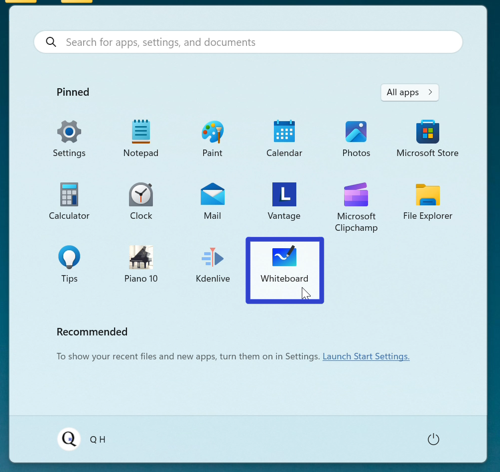 Search for apps, settings, and documents
Pinned
All apps
Settings
Notepad
Paint
Calendar
Photos
Microsoft Store
Calculator
Clock
Mail
L
Vantage
Microsoft
Clipchamp
File Explorer
Tips
Piano 10
Kdenlive
Whiteboard
Recommended
To show your recent files and new apps, turn them on in Settings. Launch Start Settings.
Q
Q H